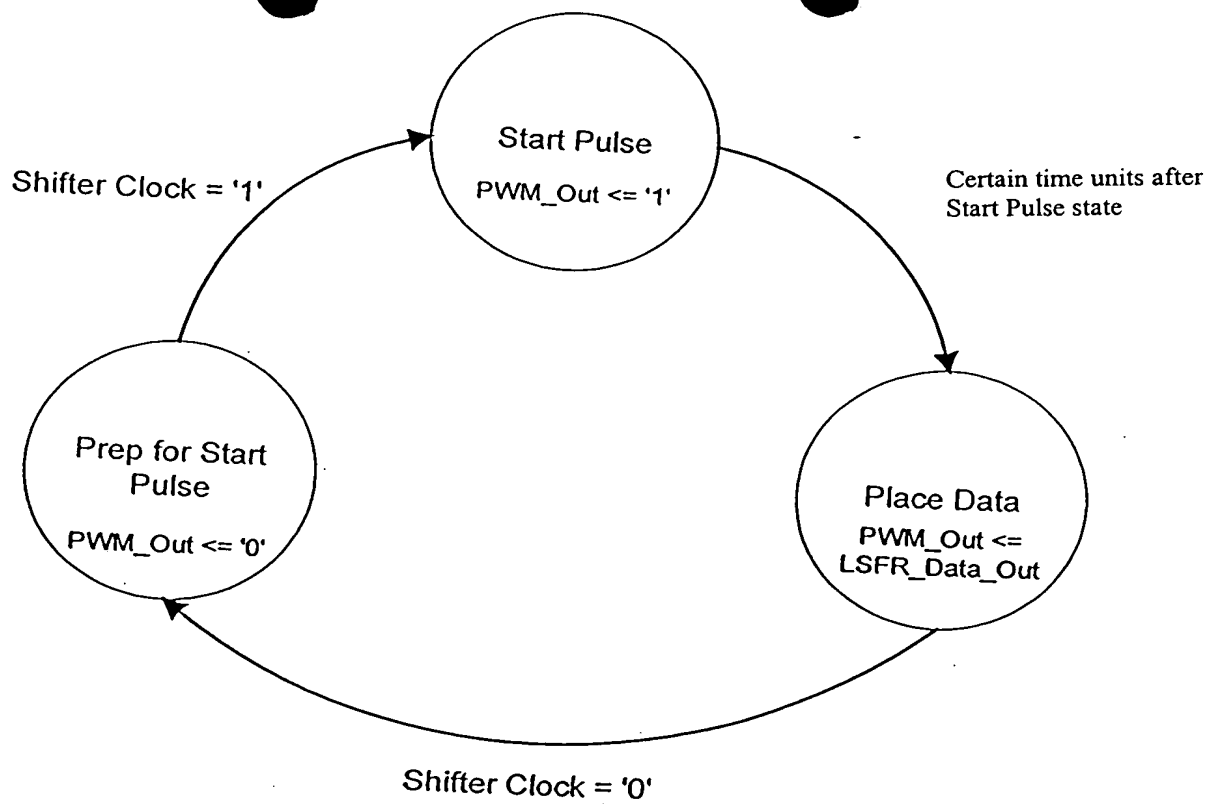 Start Pulse
PWM_Out <= '1'
Shifter Clock = '1'
Certain time units after
Start Pulse state
Prep for Start
Pulse
PWM_Out <= '0'
Place Data
PWM_Out <=
LSFR_Data_Out
Shifter Clock = '0'